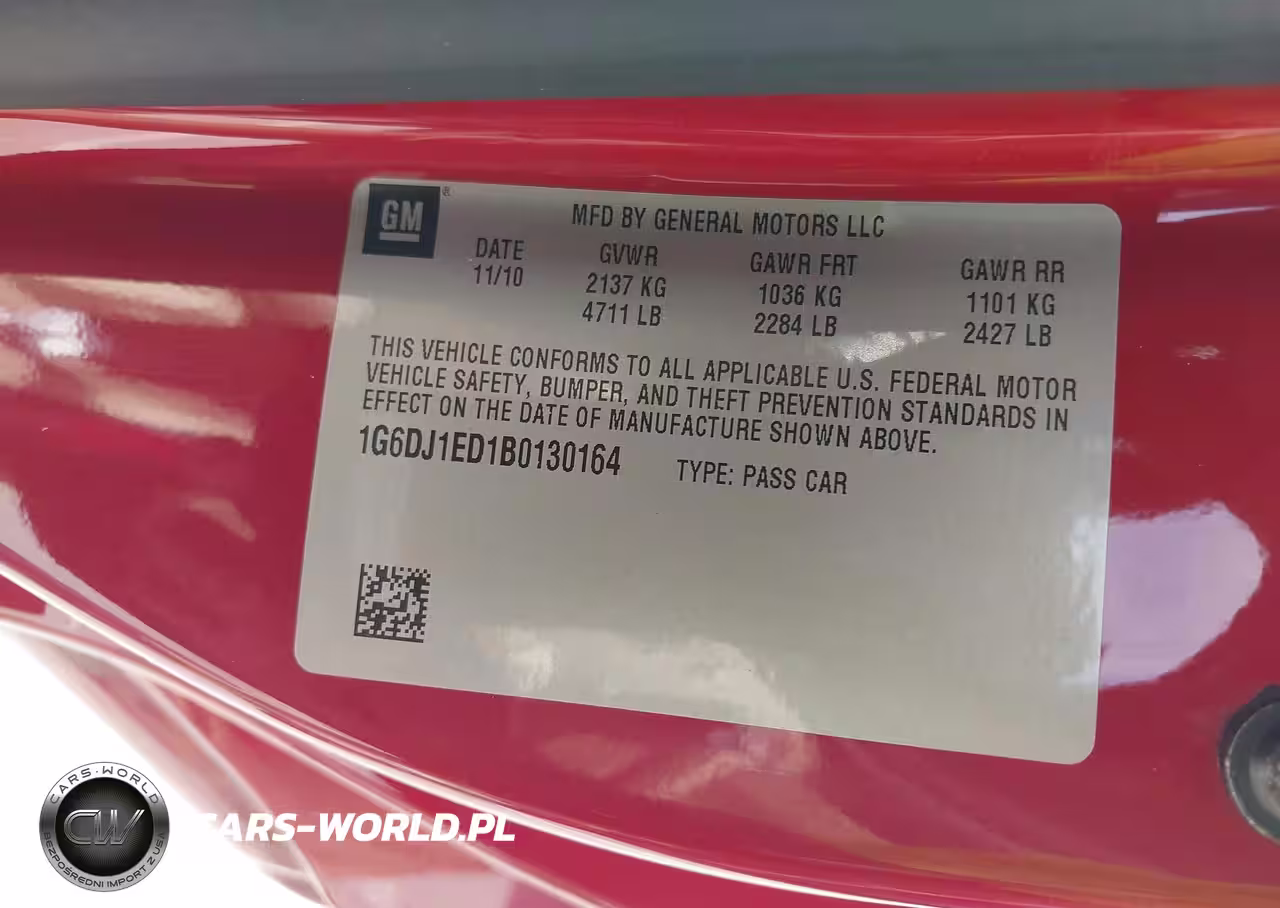 GM ®
MFD BY GENERAL MOTORS LLC
DATE GVWR GAWR FRT GAWR RR
11/10 2137 KG 1036 KG 1101 KG
4711 LB 2284 LB 2427 LB
THIS VEHICLE CONFORMS TO ALL APPLICABLE U.S. FEDERAL MOTOR
VEHICLE SAFETY, BUMPER, AND THEFT PREVENTION STANDARDS IN
EFFECT ON THE DATE OF MANUFACTURE SHOWN ABOVE.
1G6DJ1ED1B0130164 TYPE: PASS CAR
CARS-WORLD
CW
BEZPOŚREDNI IMPORT Z USA
CARS-WORLD.PL